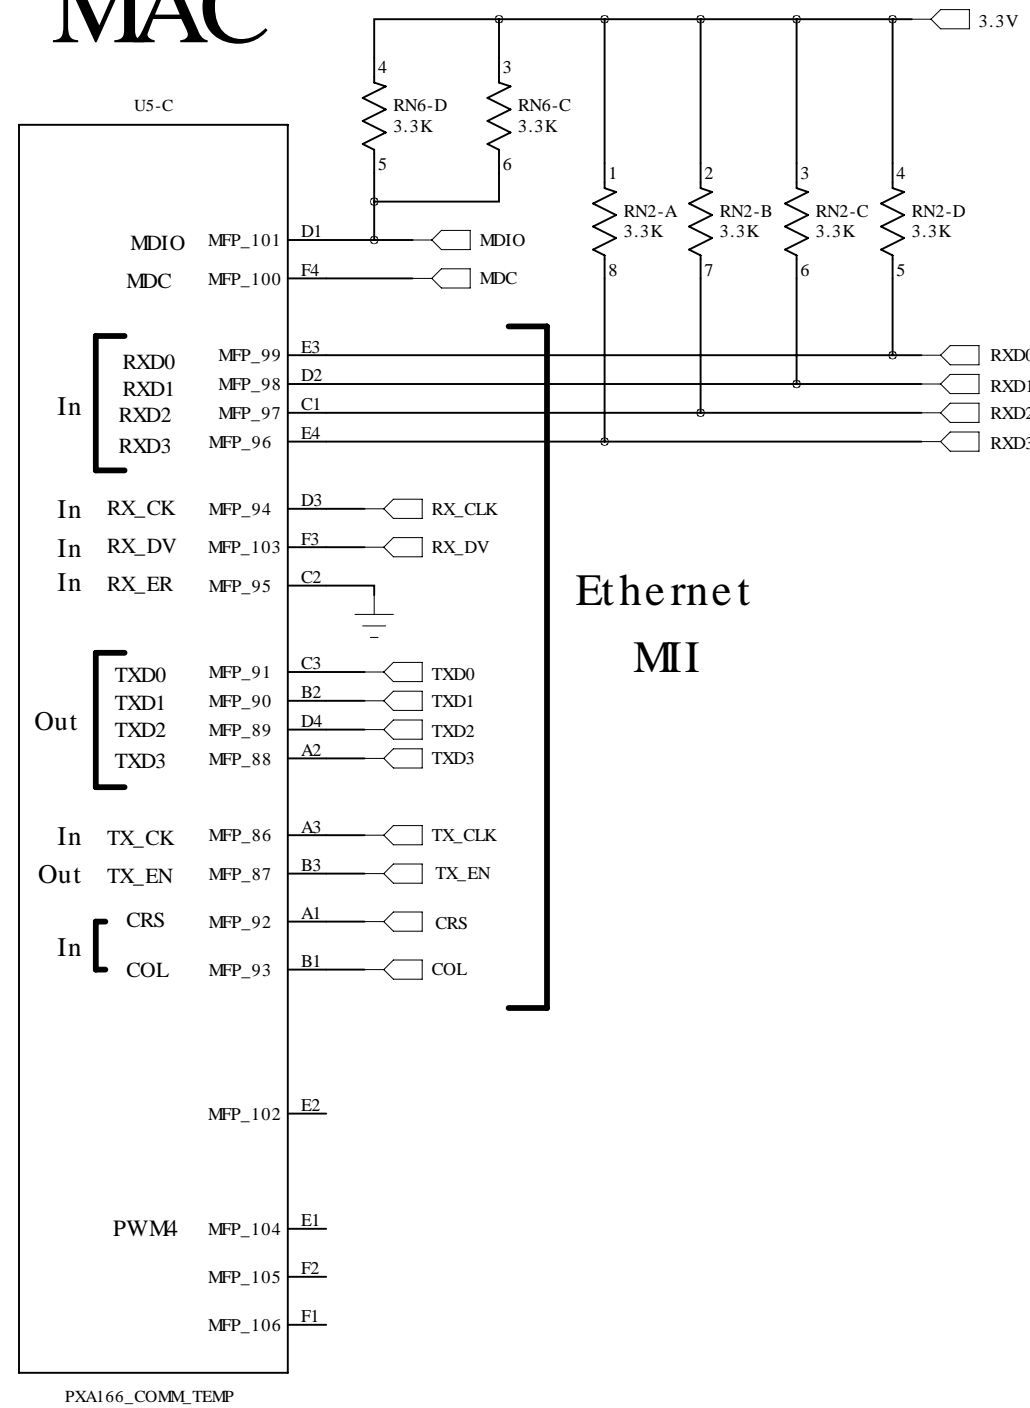 MAC
3.3V
4
3
U5-C
RN6-D
3.3K
RN6-C
3.3K
5
6
1
2
3
4
RN2-A
3.3K
RN2-B
3.3K
RN2-C
3.3K
RN2-D
3.3K
8
7
6
5
MDIO MFP_101 D1 MDIO
MDC MFP_100 F4 MDC
In
RXD0 MFP_99 E3 RXD0
RXD1 MFP_98 D2 RXD1
RXD2 MFP_97 C1 RXD2
RXD3 MFP_96 E4 RXD3
In RX_CK MFP_94 D3 RX_CLK
In RX_DV MFP_103 F3 RX_DV
In RX_ER MFP_95 C2
Ethernet
MII
Out
TXD0 MFP_91 C3 TXD0
TXD1 MFP_90 B2 TXD1
TXD2 MFP_89 D4 TXD2
TXD3 MFP_88 A2 TXD3
In TX_CK MFP_86 A3 TX_CLK
Out TX_EN MFP_87 B3 TX_EN
In
CRS MFP_92 A1 CRS
COL MFP_93 B1 COL
MFP_102 E2
PWM4 MFP_104 E1
MFP_105 F2
MFP_106 F1
PXA166_COMM_TEMP